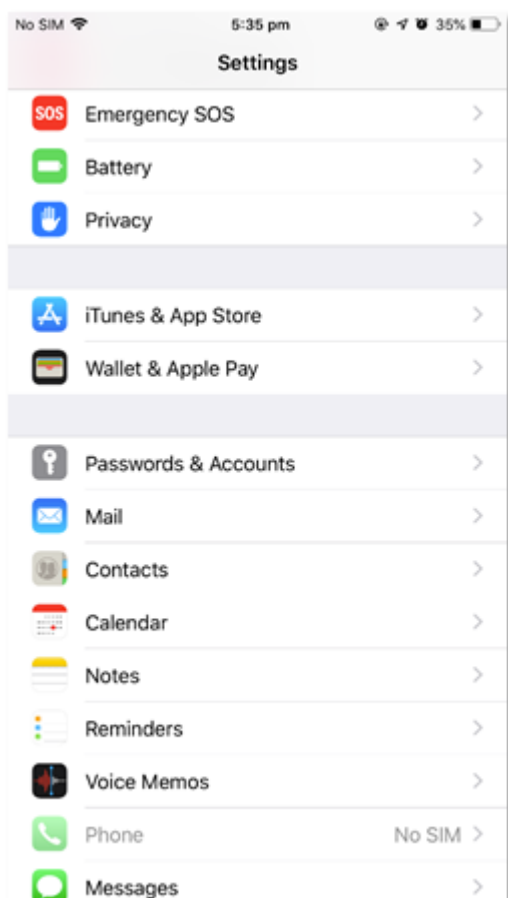 No SIM 5:35 pm 35%
Settings
SOS Emergency SOS
Battery
Privacy
iTunes & App Store
Wallet & Apple Pay
Passwords & Accounts
Mail
Contacts
Calendar
Notes
Reminders
Voice Memos
Phone No SIM
Messages